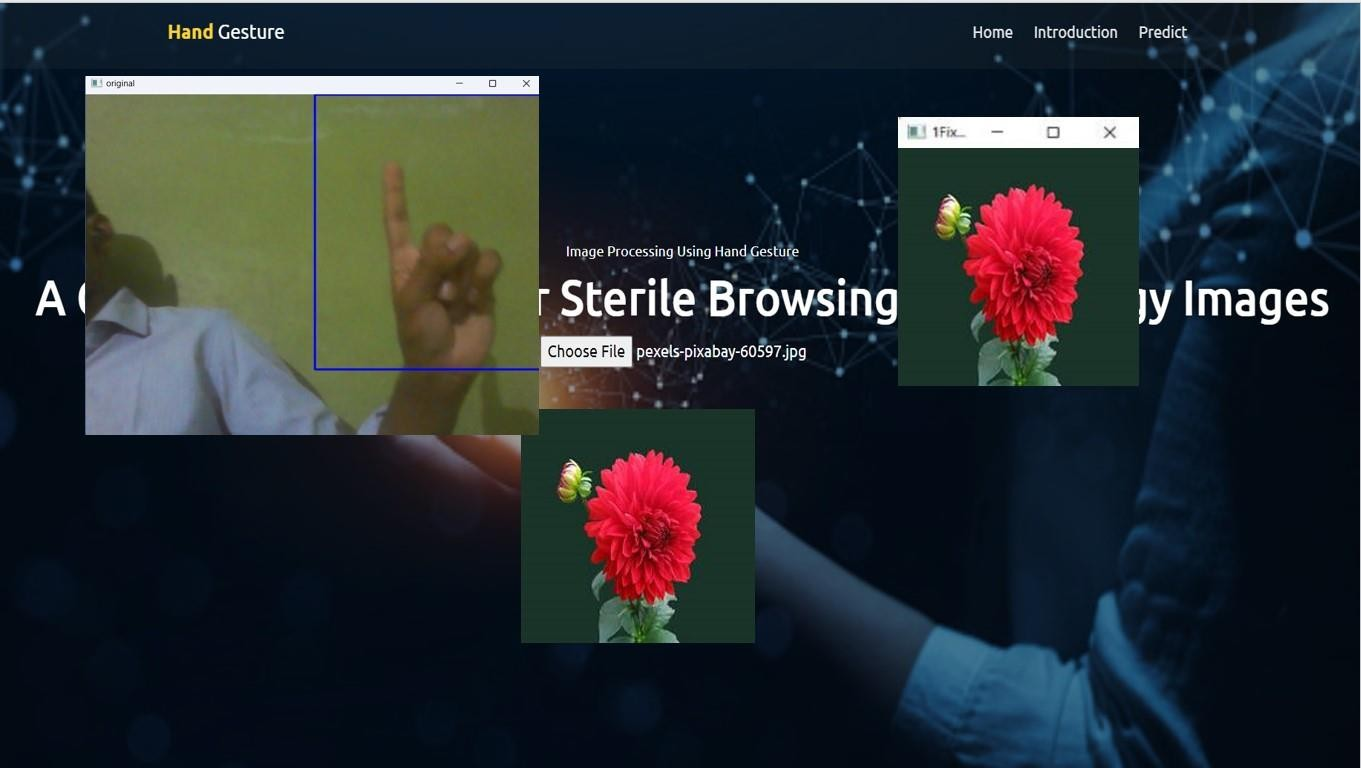 Hand Gesture
Home Introduction Predict
original
1Fix...
Image Processing Using Hand Gesture
A Sterile Browsing Images
Choose File pexels-pixabay-60597.jpg